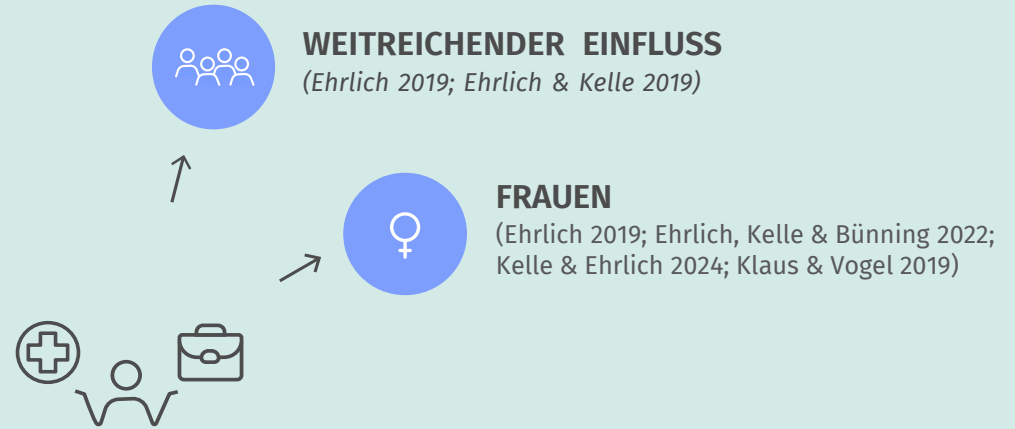 WEITREICHENDER EINFLUSS
(Ehrlich 2019; Ehrlich & Kelle 2019)
FRAUEN
(Ehrlich 2019; Ehrlich, Kelle & Bünning 2022;
Kelle & Ehrlich 2024; Klaus & Vogel 2019)